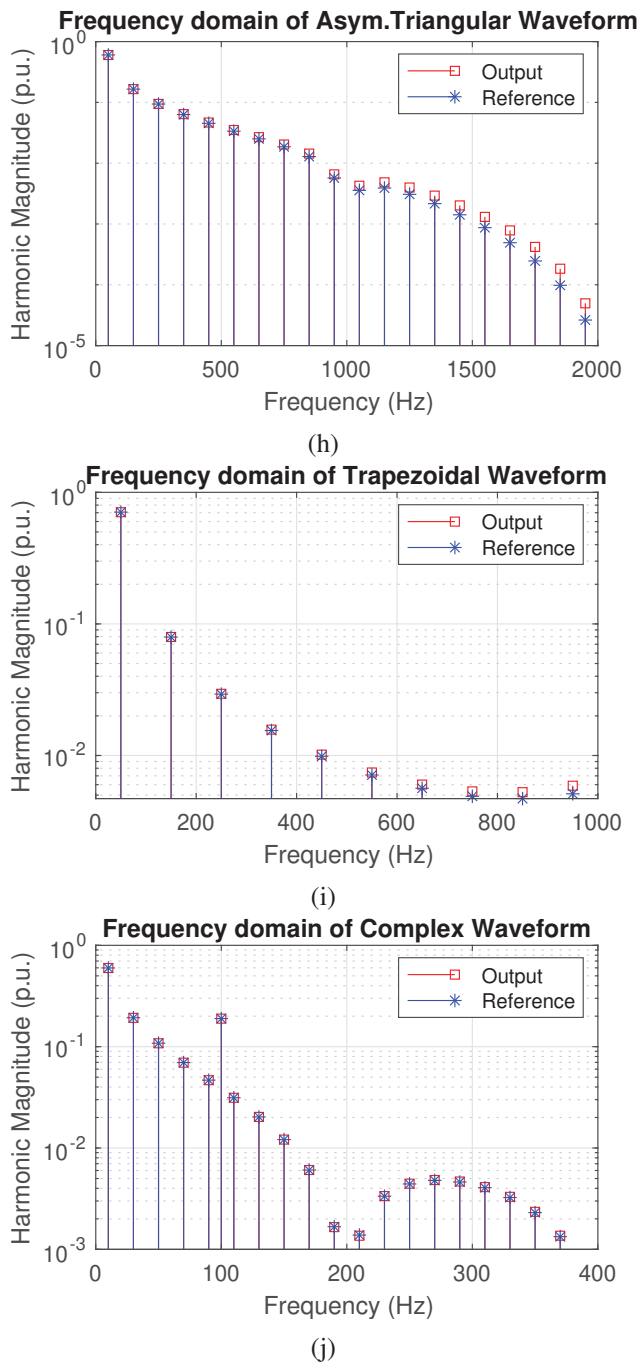 Frequency domain of Asym.Triangular Waveform
Harmonic Magnitude (p.u.)
10^0
10^-5
Output
Reference
0 500 1000 1500 2000
Frequency (Hz)
(h)
Frequency domain of Trapezoidal Waveform
Harmonic Magnitude (p.u.)
10^0
10^-1
10^-2
Output
Reference
0 200 400 600 800 1000
Frequency (Hz)
(i)
Frequency domain of Complex Waveform
Harmonic Magnitude (p.u.)
10^0
10^-1
10^-2
10^-3
Output
Reference
0 100 200 300 400
Frequency (Hz)
(j)